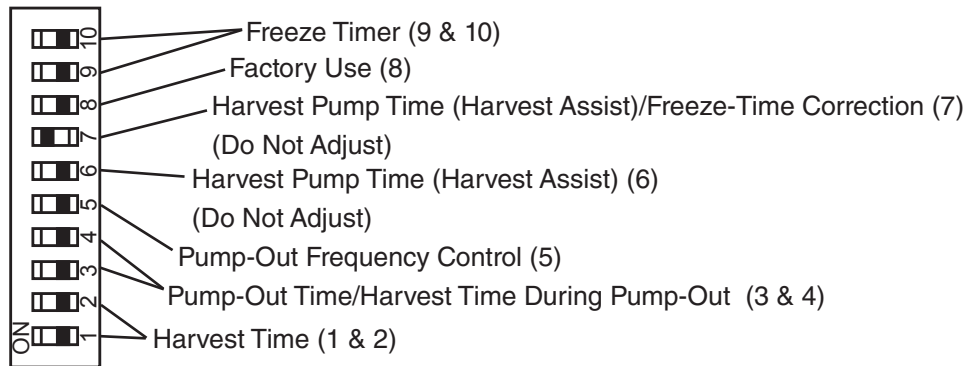 10
Freeze Timer (9 & 10)
9
Factory Use (8)
8
Harvest Pump Time (Harvest Assist)/Freeze-Time Correction (7)
7
(Do Not Adjust)
6
Harvest Pump Time (Harvest Assist) (6)
(Do Not Adjust)
5
4
Pump-Out Frequency Control (5)
3
Pump-Out Time/Harvest Time During Pump-Out (3 & 4)
2
ON
1
Harvest Time (1 & 2)